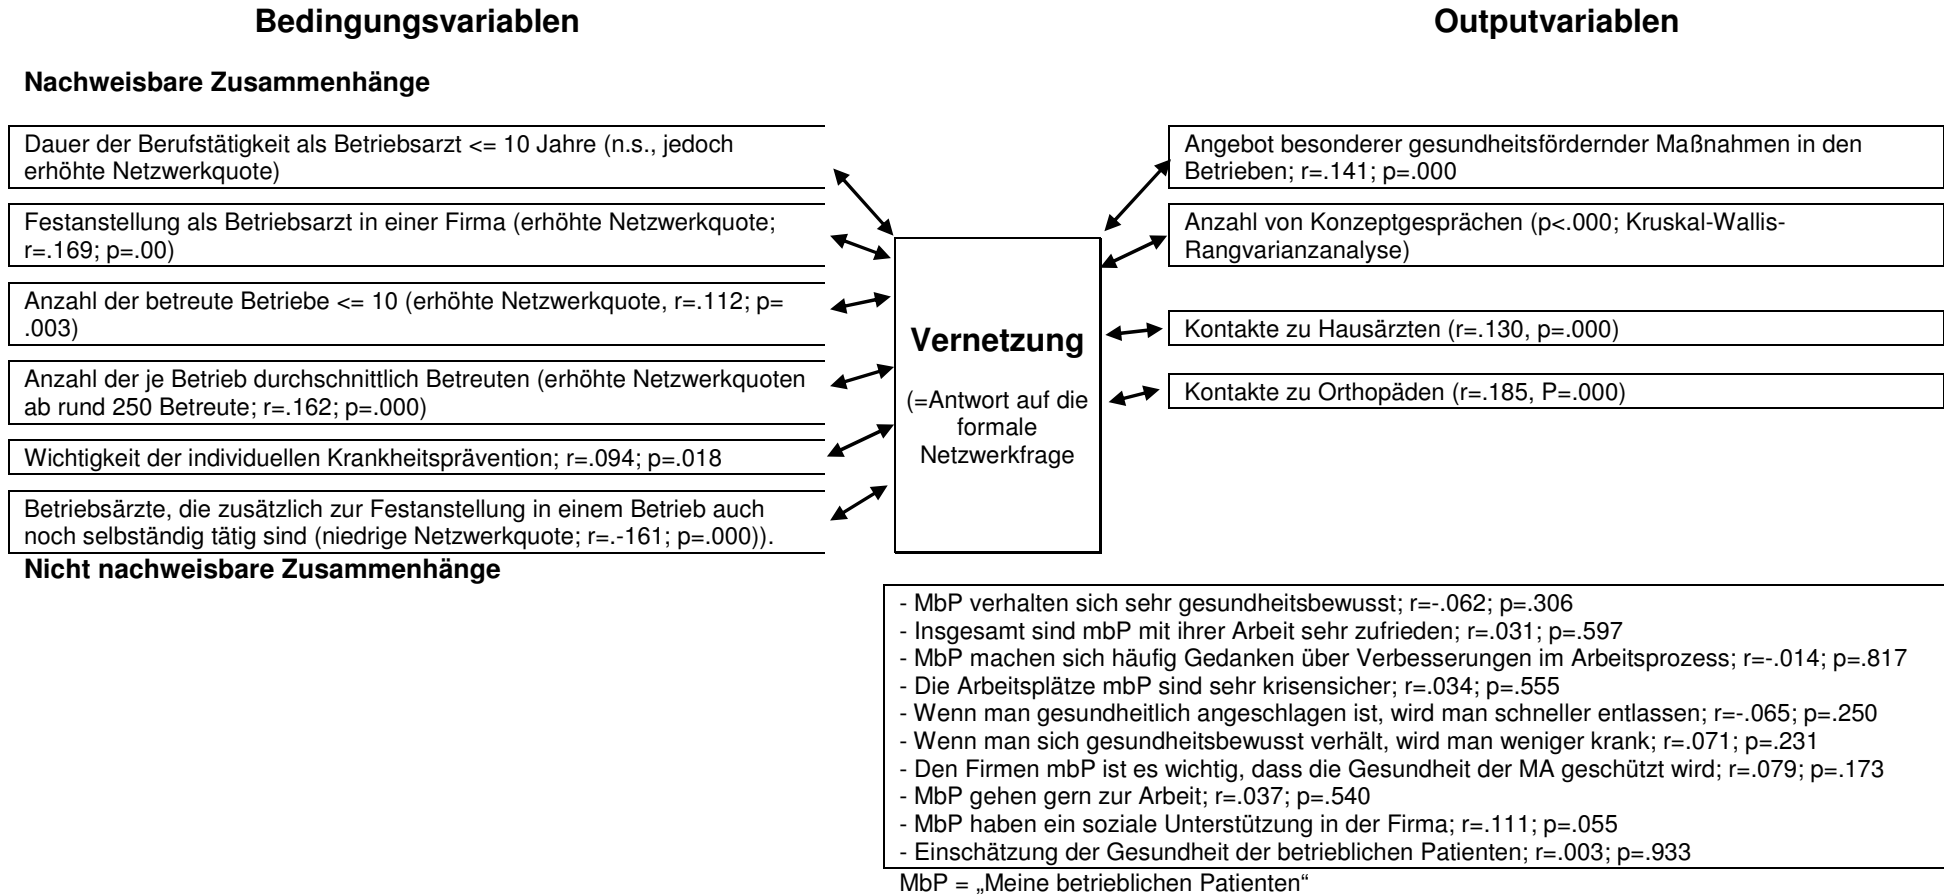 Bedingungsvariablen
Outputvariablen
Nachweisbare Zusammenhänge
Dauer der Berufstätigkeit als Betriebsarzt <= 10 Jahre (n.s., jedoch
erhöhte Netzwerkquote)
Festanstellung als Betriebsarzt in einer Firma (erhöhte Netzwerkquote;
r=.169; p=.00)
Anzahl der betreute Betriebe <= 10 (erhöhte Netzwerkquote, r=.112; p=
.003)
Anzahl der je Betrieb durchschnittlich Betreuten (erhöhte Netzwerkquoten
ab rund 250 Betreute; r=.162; p=.000)
Wichtigkeit der individuellen Krankheitsprävention; r=.094; p=.018
Betriebsärzte, die zusätzlich zur Festanstellung in einem Betrieb auch
noch selbständig tätig sind (niedrige Netzwerkquote; r=.-161; p=.000)).
Vernetzung
(=Antwort auf die
formale
Netzwerkfrage
Angebot besonderer gesundheitsfördernder Maßnahmen in den
Betrieben; r=.141; p=.000
Anzahl von Konzeptgesprächen (p<.000; Kruskal-Wallis-
Rangvarianzanalyse)
Kontakte zu Hausärzten (r=.130, p=.000)
Kontakte zu Orthopäden (r=.185, P=.000)
Nicht nachweisbare Zusammenhänge
- MbP verhalten sich sehr gesundheitsbewusst; r=-.062; p=.306
- Insgesamt sind mbP mit ihrer Arbeit sehr zufrieden; r=.031; p=.597
- MbP machen sich häufig Gedanken über Verbesserungen im Arbeitsprozess; r=-.014; p=.817
- Die Arbeitsplätze mbP sind sehr krisensicher; r=.034; p=.555
- Wenn man gesundheitlich angeschlagen ist, wird man schneller entlassen; r=-.065; p=.250
- Wenn man sich gesundheitsbewusst verhält, wird man weniger krank; r=.071; p=.231
- Den Firmen mbP ist es wichtig, dass die Gesundheit der MA geschützt wird; r=.079; p=.173
- MbP gehen gern zur Arbeit; r=.037; p=.540
- MbP haben ein soziale Unterstützung in der Firma; r=.111; p=.055
- Einschätzung der Gesundheit der betrieblichen Patienten; r=.003; p=.933
MbP = „Meine betrieblichen Patienten“